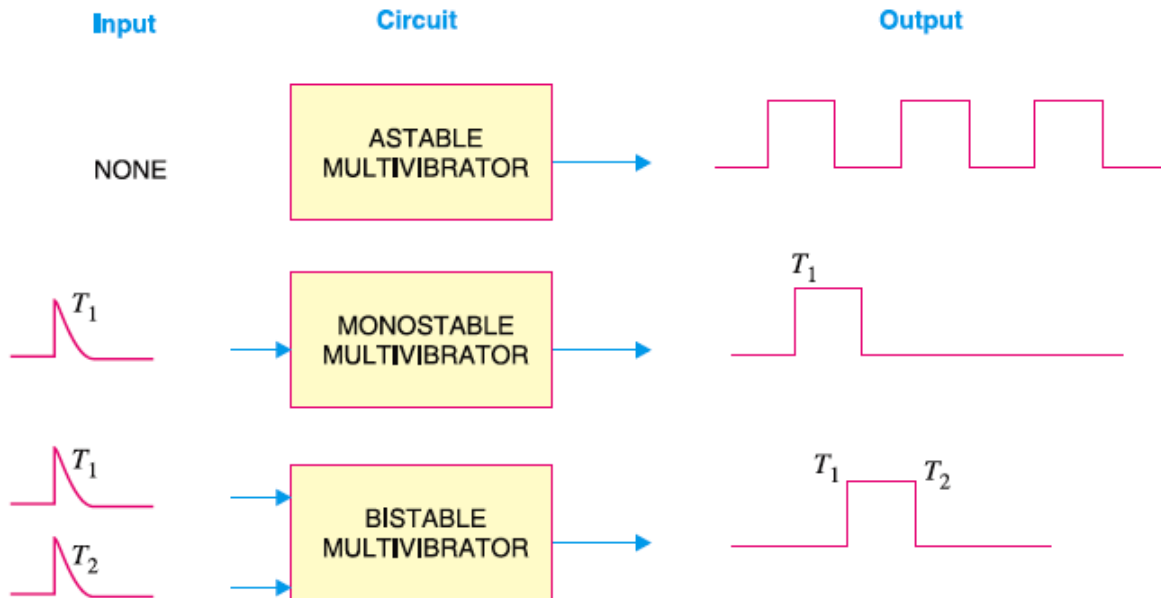 Input Circuit Output
NONE
ASTABLE
MULTIVIBRATOR
T1
MONOSTABLE
MULTIVIBRATOR
T1
T1
T2
BISTABLE
MULTIVIBRATOR
T1 T2